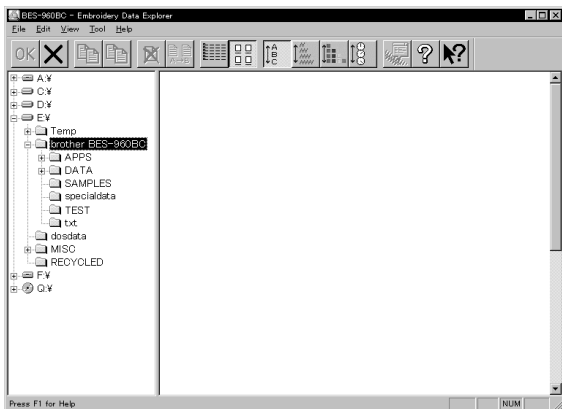 BES-960BC - Embroidery Data Explorer
File Edit View Tool Help
OK
A B C
A:¥
C:¥
D:¥
E:¥
Temp
brother BES-960BC
APPS
DATA
SAMPLES
specialdata
TEST
txt
dosdata
MISC
RECYCLED
F:¥
Q:¥
Press F1 for Help NUM